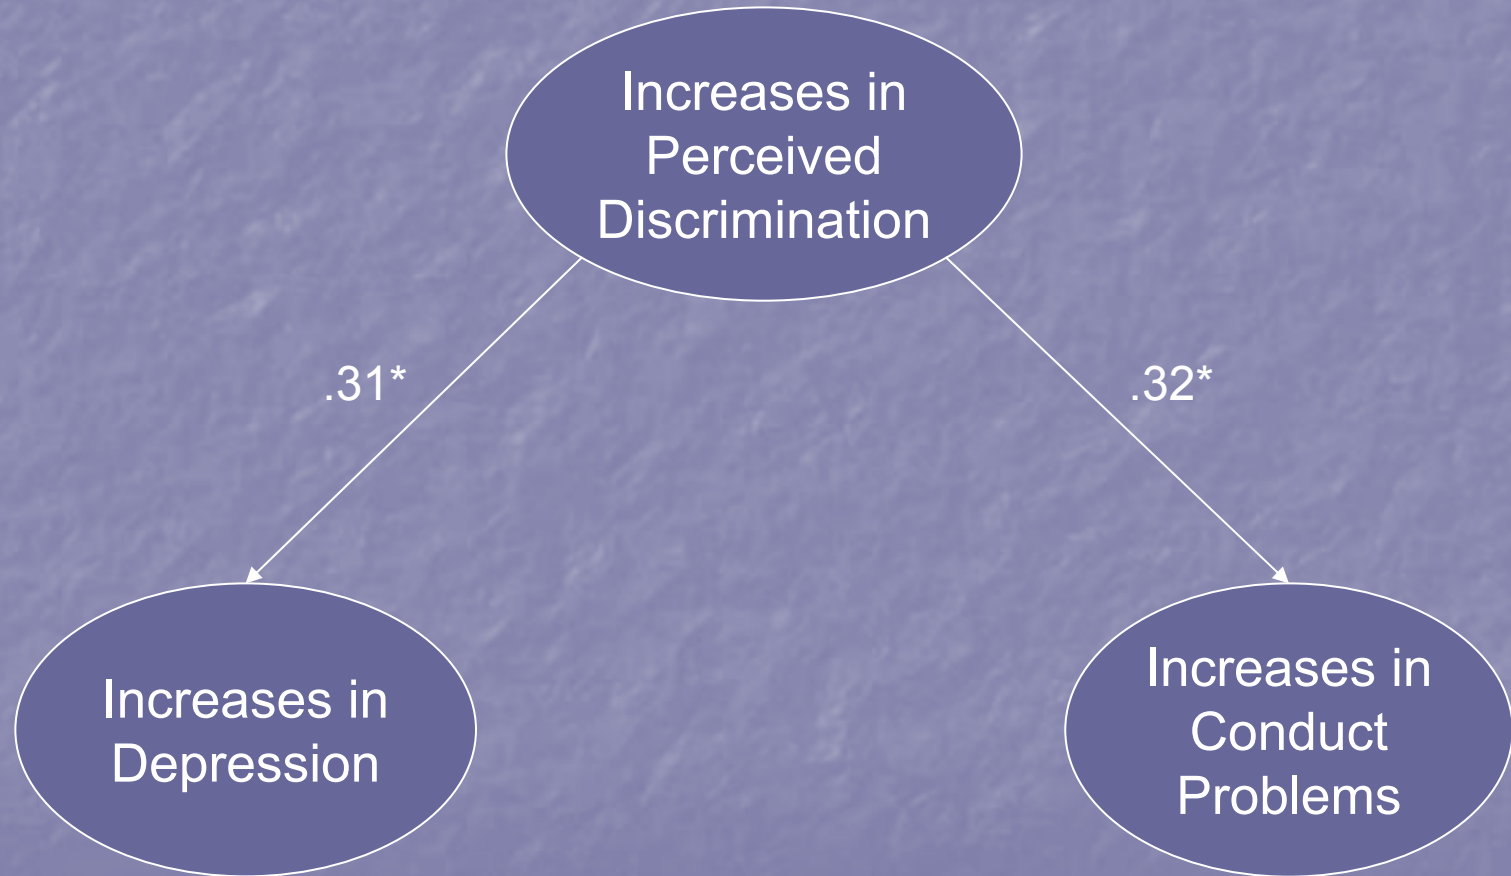 Increases in
Perceived
Discrimination
.31*
.32*
Increases in
Depression
Increases in
Conduct
Problems